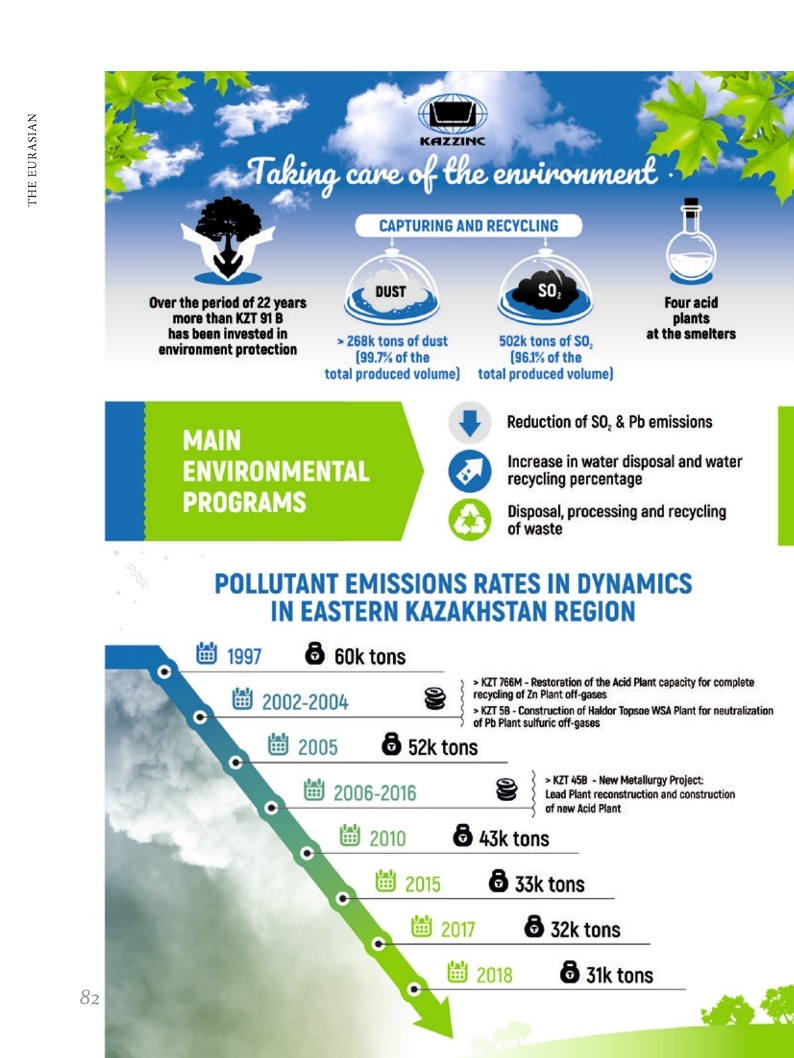 THE EURASIAN
KAZZINC
Taking care of the environment
CAPTURING AND RECYCLING
Over the period of 22 years
more than KZT 91 B
has been invested in
environment protection
DUST
> 268k tons of dust
(99.7% of the
total produced volume)
SO₂
502k tons of SO₂
(96.1% of the
total produced volume)
Four acid
plants
at the smelters
MAIN
ENVIRONMENTAL
PROGRAMS
Reduction of SO₂ & Pb emissions
Increase in water disposal and water
recycling percentage
Disposal, processing and recycling
of waste
POLLUTANT EMISSIONS RATES IN DYNAMICS
IN EASTERN KAZAKHSTAN REGION
1997 60k tons
2002-2004
> KZT 766M - Restoration of the Acid Plant capacity for complete
recycling of Zn Plant off-gases
> KZT 5B - Construction of Haldor Topsoe WSA Plant for neutralization
of Pb Plant sulfuric off-gases
2005 52k tons
2006-2016
> KZT 45B - New Metallurgy Project:
Lead Plant reconstruction and construction
of new Acid Plant
2010 43k tons
2015 33k tons
2017 32k tons
2018 31k tons
82